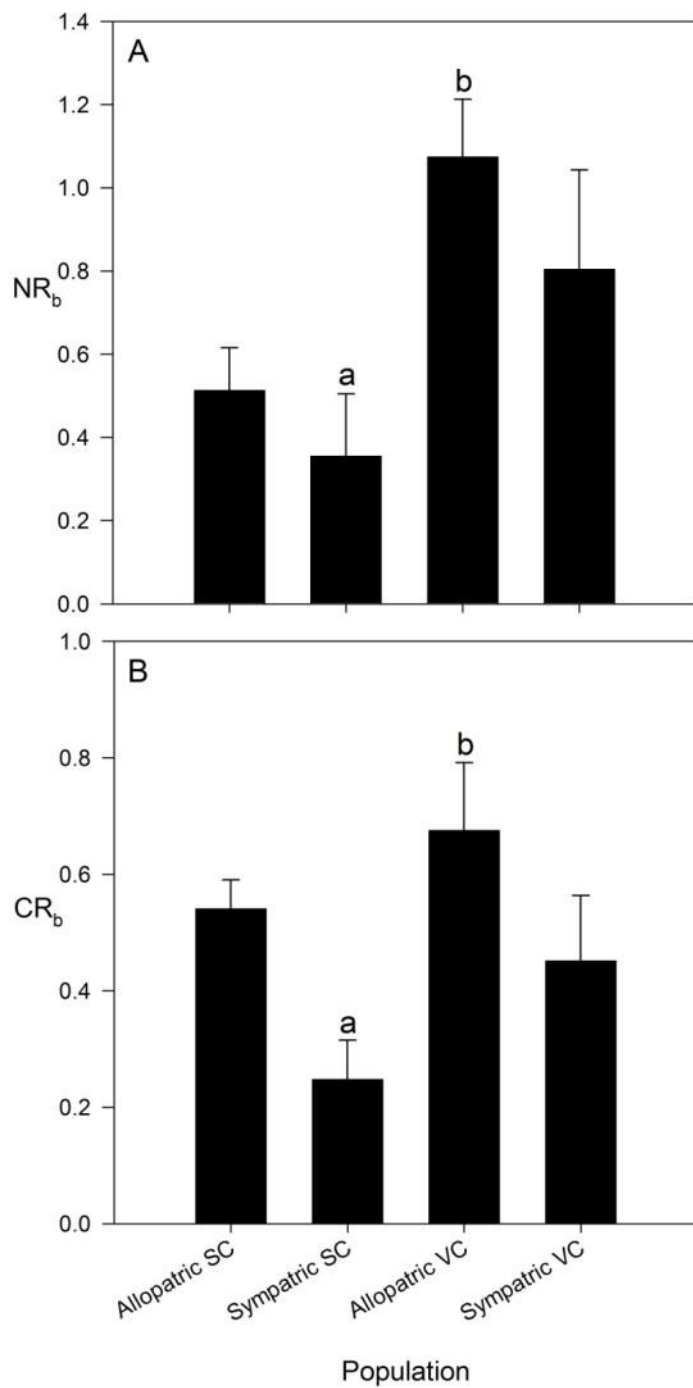 A
1.4
1.2
1.0
0.8
0.6
0.4
0.2
0.0
NRb
a
b
B
1.0
0.8
0.6
0.4
0.2
0.0
CRb
a
b
Allopatric SC
Sympatric SC
Allopatric VC
Sympatric VC
Population